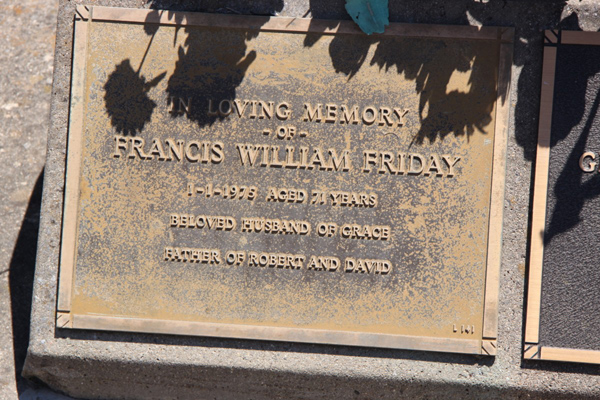 IN LOVING MEMORY
- OF -
FRANCIS WILLIAM FRIDAY
1-1-1978 AGED 71 YEARS
BELOVED HUSBAND OF GRACE
FATHER OF ROBERT AND DAVID
G